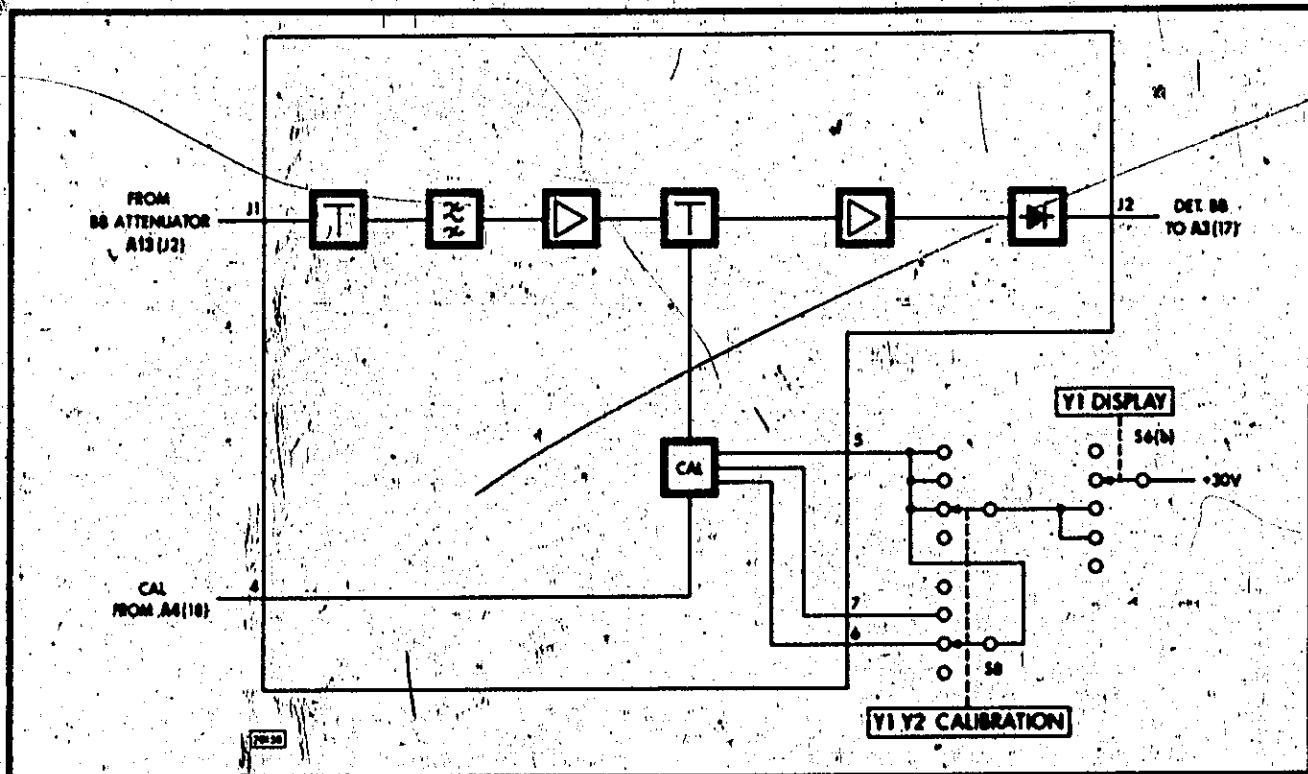 FROM
BB ATTENUATOR
A13(J2)
J1
J2
DET. BB
TO A3(17)
Y1 DISPLAY
S6(b)
+30V
5
CAL
CAL
FROM A4(18)
4
7
6
S8
Y1 Y2 CALIBRATION